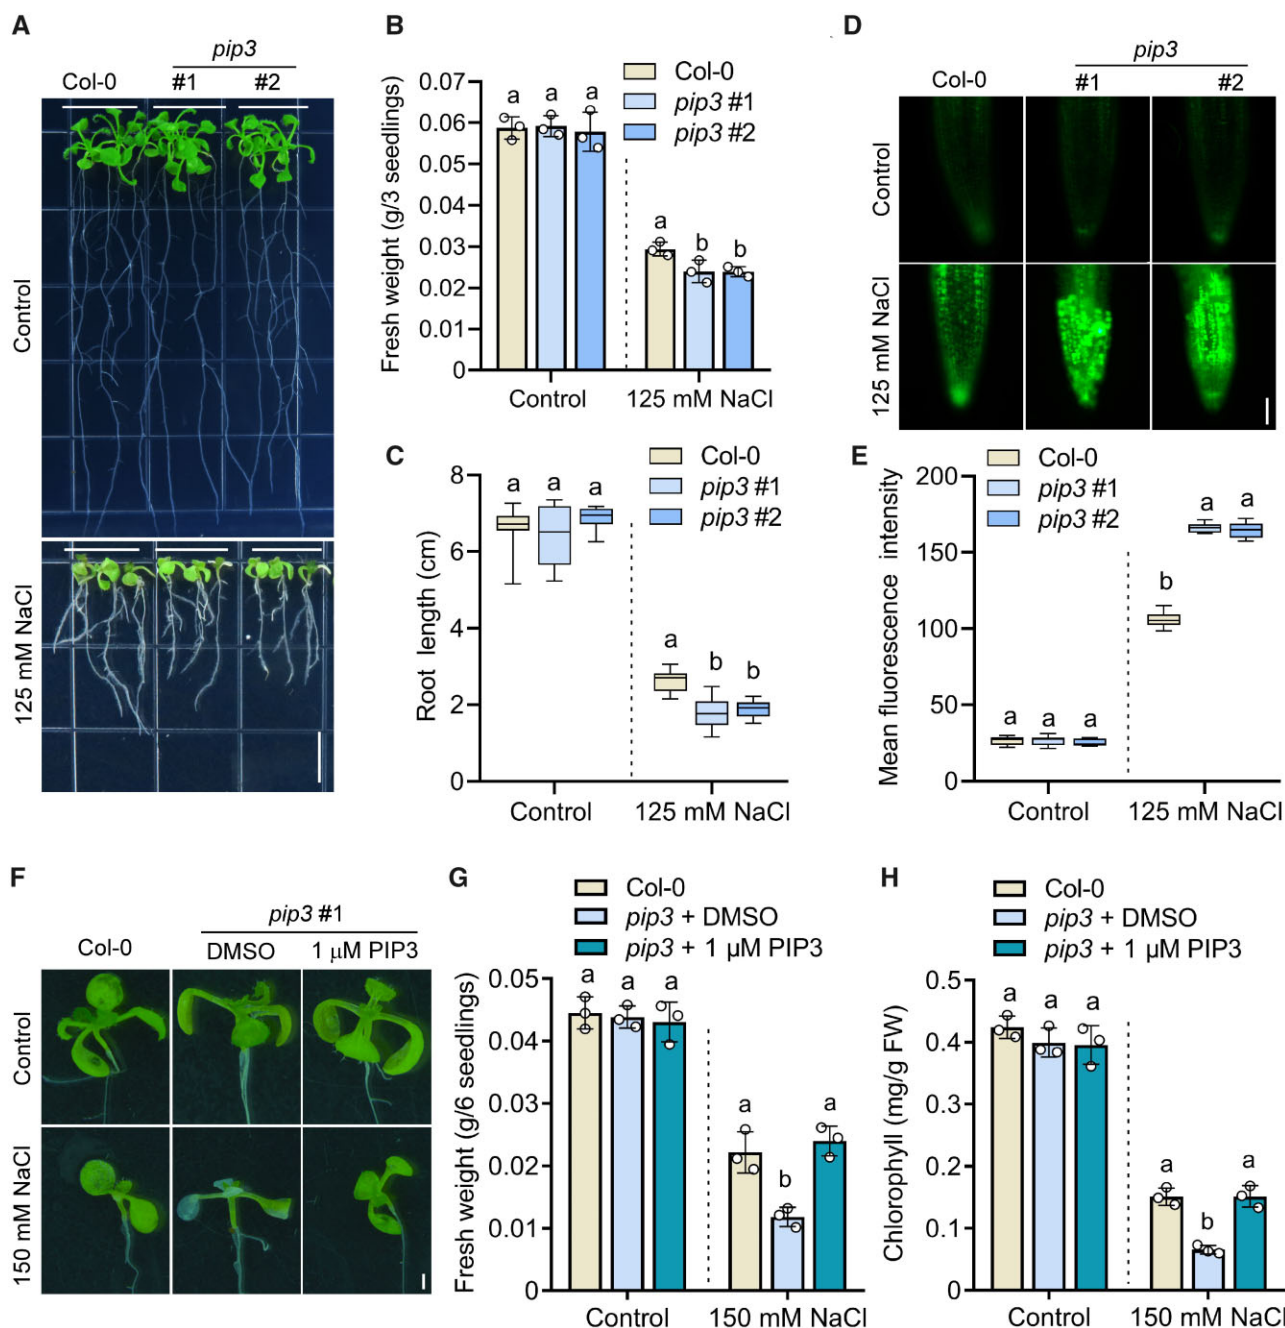 A
pip3
Col-0
#1
#2
Control
125 mM NaCl
B
Fresh weight (g/3 seedlings)
0.07
0.06
0.05
0.04
0.03
0.02
0.01
0
Col-0
pip3 #1
pip3 #2
a
a
a
a
b
b
Control
125 mM NaCl
C
Root length (cm)
8
6
4
2
0
Col-0
pip3 #1
pip3 #2
a
a
a
a
b
b
Control
125 mM NaCl
D
pip3
Col-0
#1
#2
Control
125 mM NaCl
E
Mean fluorescence intensity
200
150
100
50
0
Col-0
pip3 #1
pip3 #2
a
a
a
b
a
a
Control
125 mM NaCl
F
pip3 #1
Col-0
DMSO
1 μM PIP3
Control
150 mM NaCl
G
Col-0
pip3 + DMSO
pip3 + 1 μM PIP3
Fresh weight (g/6 seedlings)
0.05
0.04
0.03
0.02
0.01
0
a
a
a
a
b
a
Control
150 mM NaCl
H
Col-0
pip3 + DMSO
pip3 + 1 μM PIP3
Chlorophyll (mg/g FW)
0.5
0.4
0.3
0.2
0.1
0
a
a
a
a
b
a
Control
150 mM NaCl